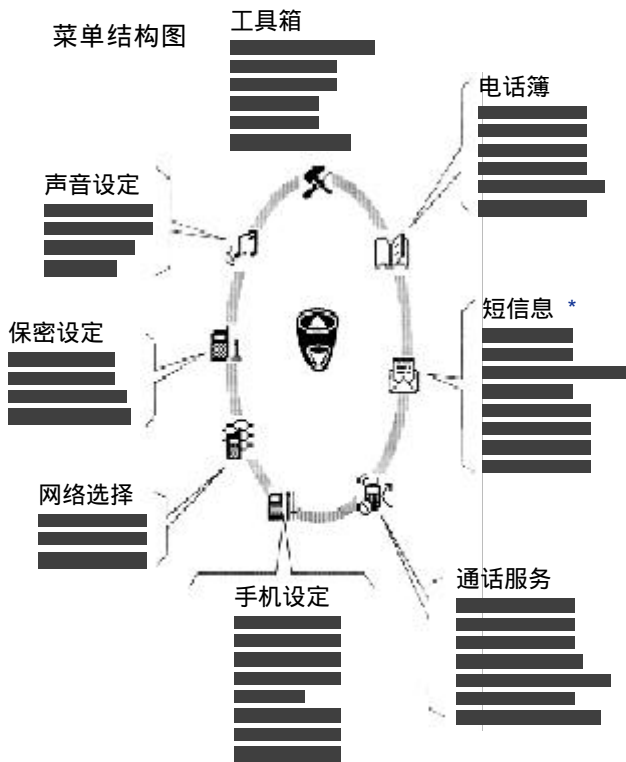 菜单结构图
工具箱
电话簿
声音设定
短信息 *
保密设定
网络选择
通话服务
手机设定